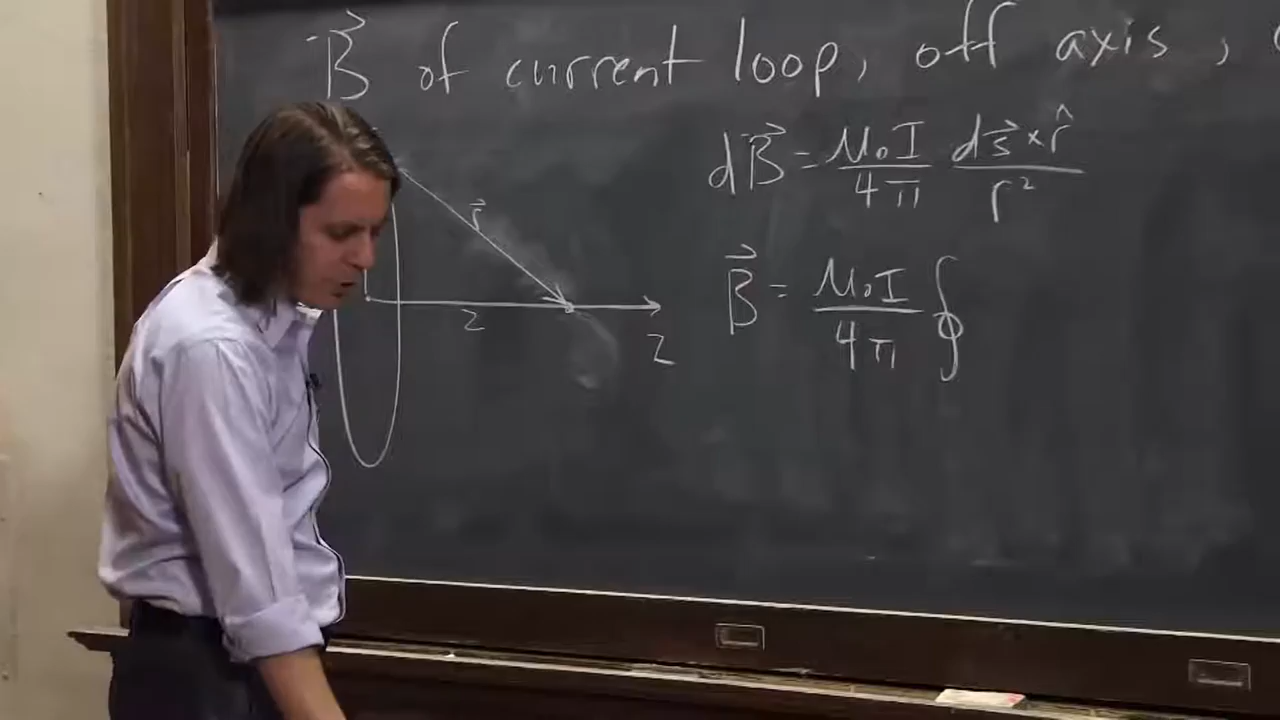 B⃗ of current loop, off axis,
dB⃗ = μ₀I/4π ds⃗ × r̂/r²
r⃗
B⃗ = μ₀I/4π ∮
z
z